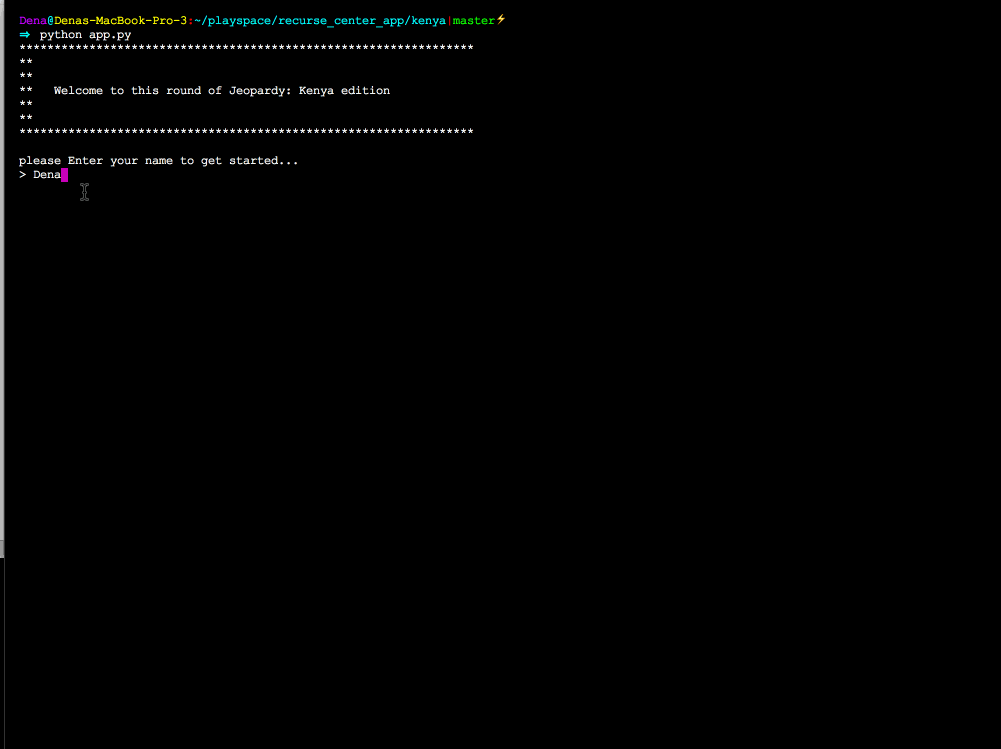 Dena@Denas-MacBook-Pro-3:~/playspace/recurse_center_app/kenya|master⚡
⇒ python app.py
*****************************************************************
**
**
** Welcome to this round of Jeopardy: Kenya edition
**
**
*****************************************************************
please Enter your name to get started...
> Dena